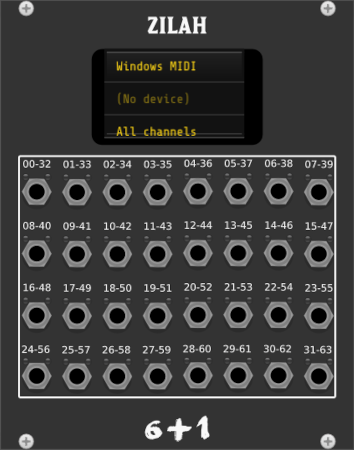 ZILAH
Windows MIDI
(No device)
All channels
00-32 01-33 02-34 03-35 04-36 05-37 06-38 07-39
08-40 09-41 10-42 11-43 12-44 13-45 14-46 15-47
16-48 17-49 18-50 19-51 20-52 21-53 22-54 23-55
24-56 25-57 26-58 27-59 28-60 29-61 30-62 31-63
6+1